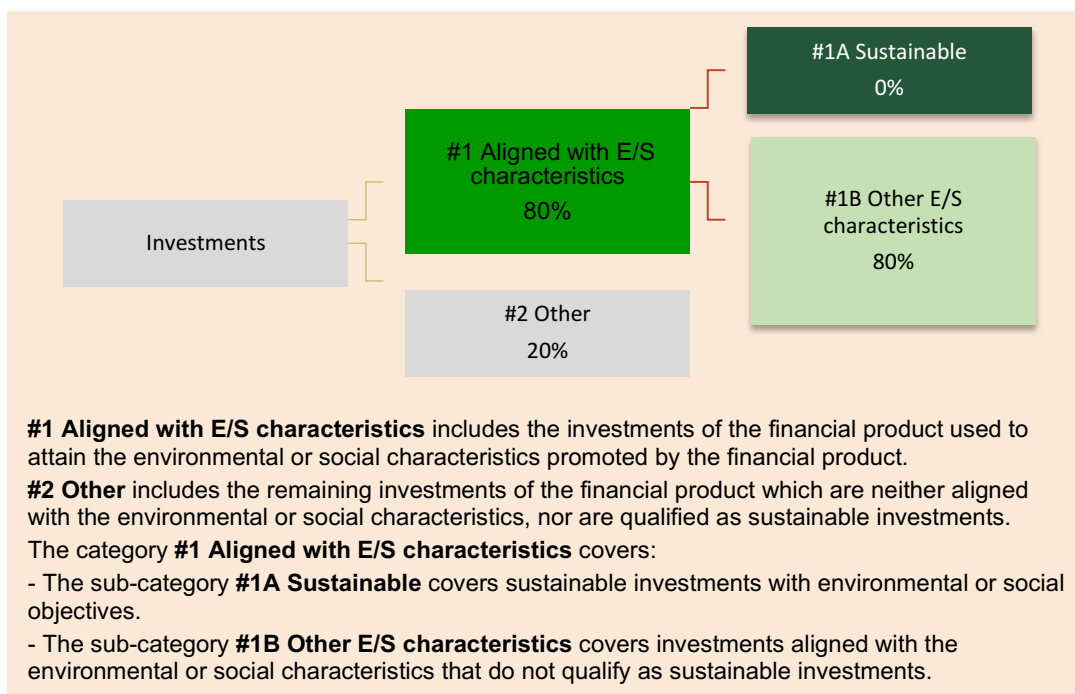 #1A Sustainable
0%
#1 Aligned with E/S
characteristics
80%
#1B Other E/S
characteristics
80%
Investments
#2 Other
20%
#1 Aligned with E/S characteristics includes the investments of the financial product used to
attain the environmental or social characteristics promoted by the financial product.
#2 Other includes the remaining investments of the financial product which are neither aligned
with the environmental or social characteristics, nor are qualified as sustainable investments.
The category #1 Aligned with E/S characteristics covers:
- The sub-category #1A Sustainable covers sustainable investments with environmental or social
objectives.
- The sub-category #1B Other E/S characteristics covers investments aligned with the
environmental or social characteristics that do not qualify as sustainable investments.